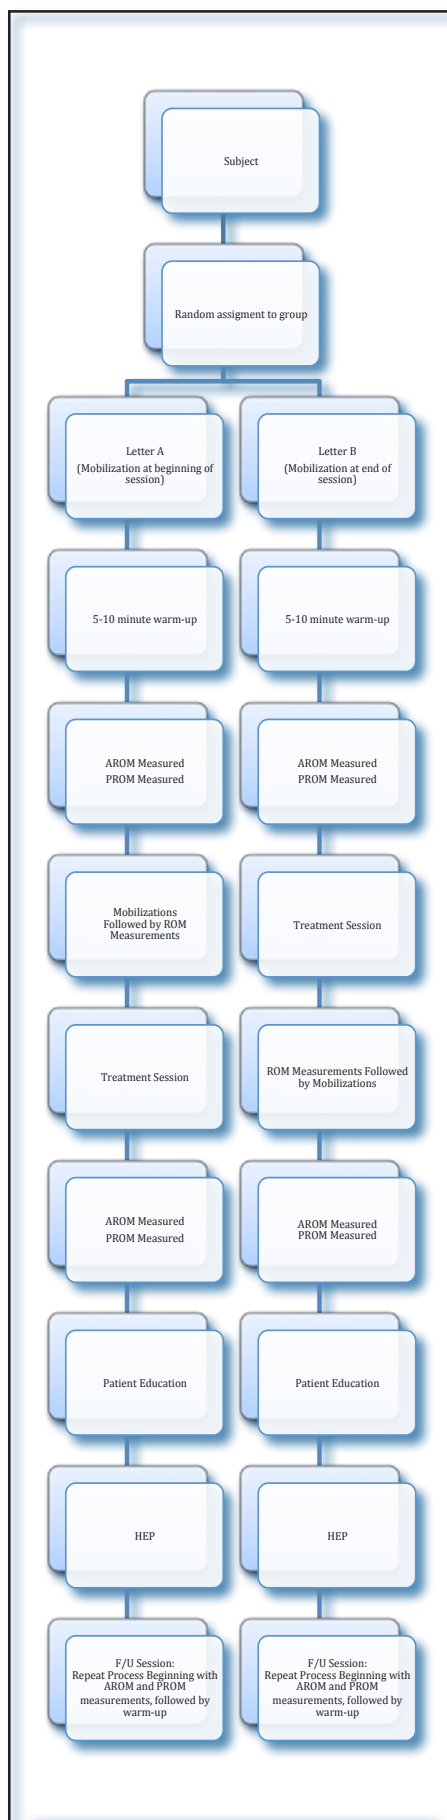 Subject
Random assigment to group
Letter A
(Mobilization at beginning of
session)
Letter B
(Mobilization at end of
session)
5-10 minute warm-up
5-10 minute warm-up
AROM Measured
PROM Measured
AROM Measured
PROM Measured
Mobilizations
Followed by ROM
Measurements
Treatment Session
Treatment Session
ROM Measurements Followed
by Mobilizations
AROM Measured
PROM Measured
AROM Measured
PROM Measured
Patient Education
Patient Education
HEP
HEP
F/U Session:
Repeat Process Beginning with
AROM and PROM
measurements, followed by
warm-up
F/U Session:
Repeat Process Beginning with
AROM and PROM
measurements, followed by
warm-up